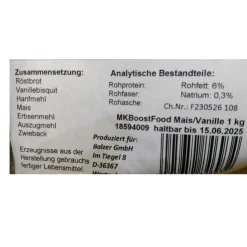 Zusammensetzung:
Röstbrot
Vanillebisquit
Hanfmehl
Mais
Erbsenmehl
Auszugmehl
Zwieback
Erzeugnisse aus der
Herstellung gebrauchs
fertiger Lebensmittel.
Analytische Bestandteile:
Rohprotein:
Rohfett: 6%
Rohfaser:
Natrium: 0,3%
Rohasche:
Ch.Nr.: F230526 108
MKBoostFood Mais/Vanille 1 kg
18594009 haltbar bis 15.06.2025
Produziert für:
Balzer GmbH
Im Tiegel 8
D-36367